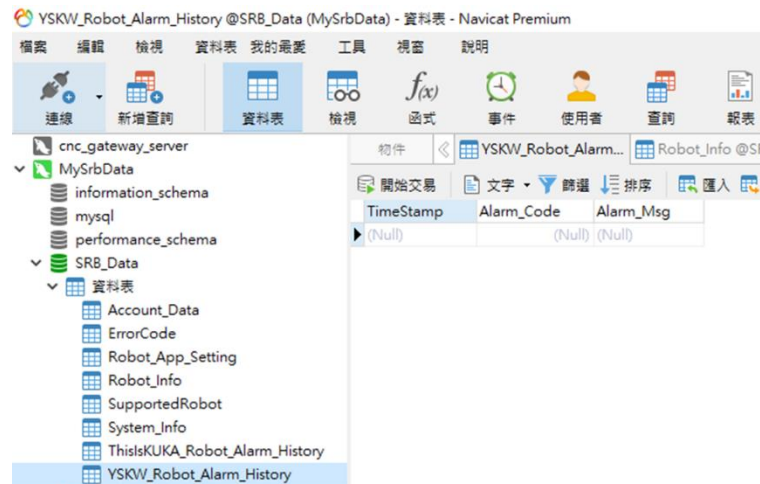 YSKW_Robot_Alarm_History @SRB_Data (MySrbData) - 資料表 - Navicat Premium
檔案 編輯 檢視 資料表 我的最愛 工具 視窗 說明
f(x)
連線 新增查詢 資料表 檢視 函式 事件 使用者 查詢 報表
cnc_gateway_server
MySrbData
information_schema
mysql
performance_schema
SRB_Data
資料表
Account_Data
ErrorCode
Robot_App_Setting
Robot_Info
SupportedRobot
System_Info
ThisIsKUKA_Robot_Alarm_History
YSKW_Robot_Alarm_History
物件 YSKW_Robot_Alarm... Robot_Info @SI
開始交易 文字 篩選 排序 匯入
TimeStamp Alarm_Code Alarm_Msg
(Null) (Null) (Null)